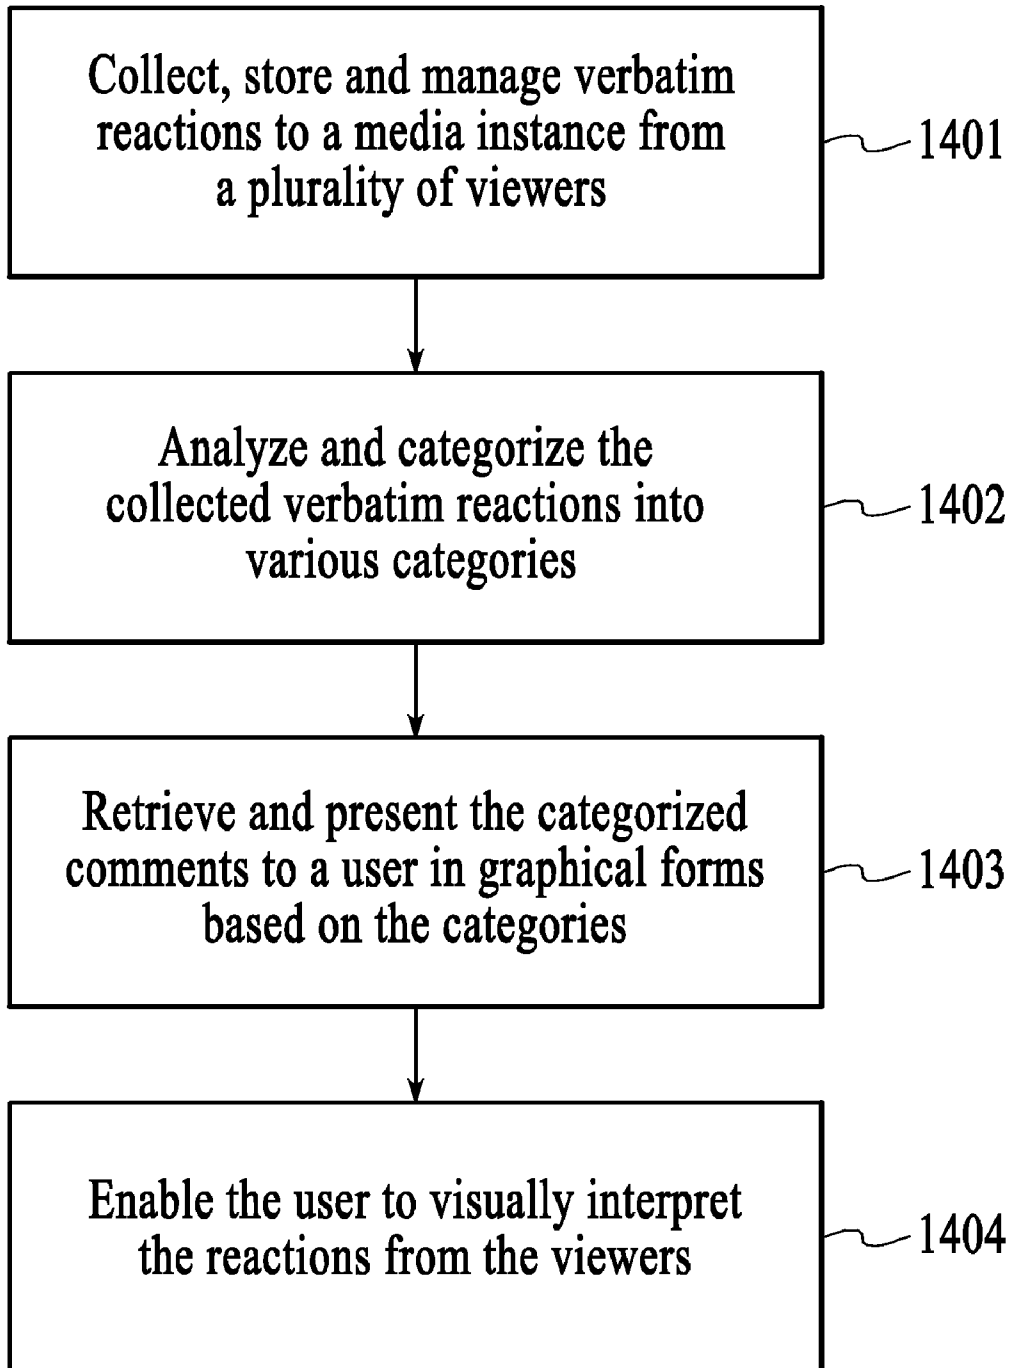 Collect, store and manage verbatim
reactions to a media instance from
a plurality of viewers
1401
Analyze and categorize the
collected verbatim reactions into
various categories
1402
Retrieve and present the categorized
comments to a user in graphical forms
based on the categories
1403
Enable the user to visually interpret
the reactions from the viewers
1404